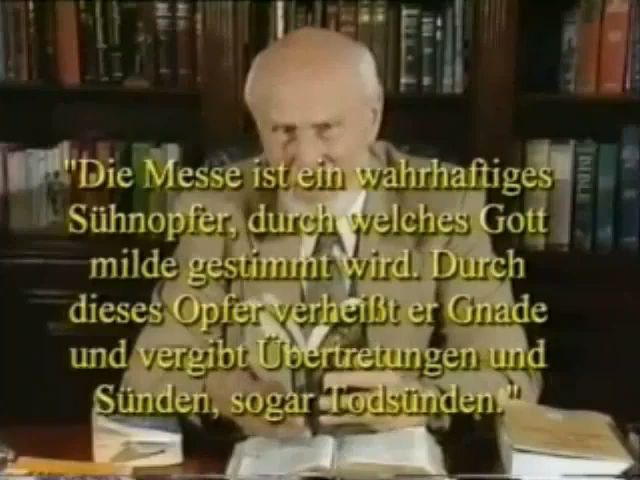 "Die Messe ist ein wahrhaftiges
Sühnopfer, durch welches Gott
milde gestimmt wird. Durch
dieses Opfer verheißt er Gnade
und vergibt Übertretungen und
Sünden, sogar Todsünden."
BIBLE